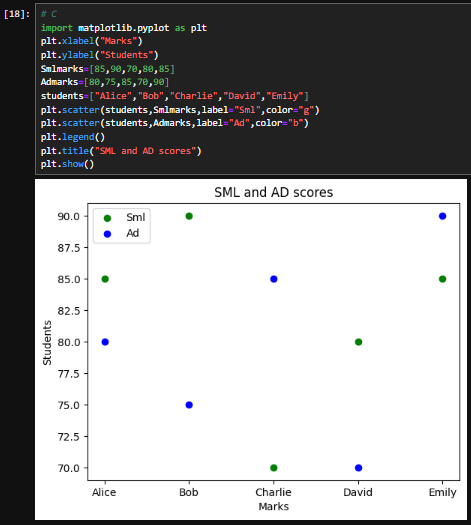 [18]: # C
import matplotlib.pyplot as plt
plt.xlabel("Marks")
plt.ylabel("Students")
Smlmarks=[85,90,70,80,85]
Admarks=[80,75,85,70,90]
students=["Alice","Bob","Charlie","David","Emily"]
plt.scatter(students,Smlmarks,label="Sml",color="g")
plt.scatter(students,Admarks,label="Ad",color="b")
plt.legend()
plt.title("SML and AD scores")
plt.show()
SML and AD scores
Sml
Ad
90.0
87.5
85.0
82.5
80.0
77.5
75.0
72.5
70.0
Students
Alice Bob Charlie David Emily
Marks